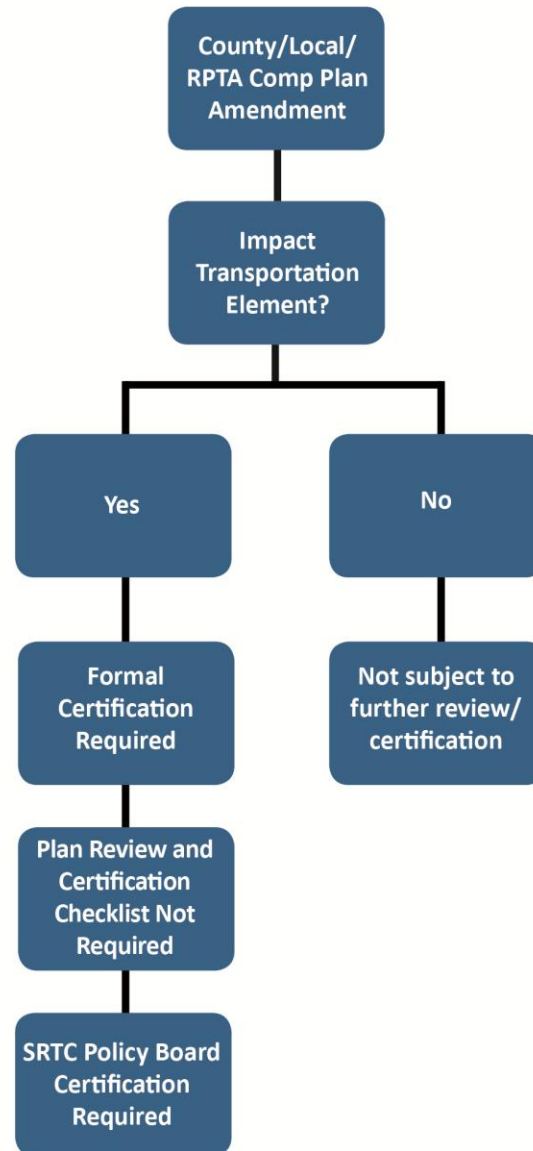 County/Local/
RPTA Comp Plan
Amendment
Impact
Transportation
Element?
Yes
No
Formal
Certification
Required
Not subject to
further review/
certification
Plan Review and
Certification
Checklist Not
Required
SRTC Policy Board
Certification
Required